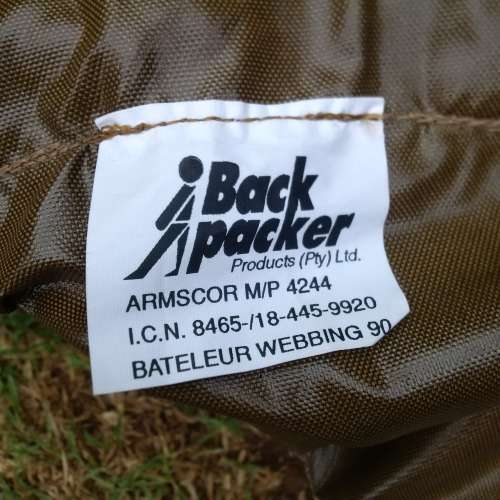 Back
packer
Products (Pty) Ltd.
ARMSCOR M/P 4244
I.C.N. 8465-/18-445-9920
BATELEUR WEBBING 90